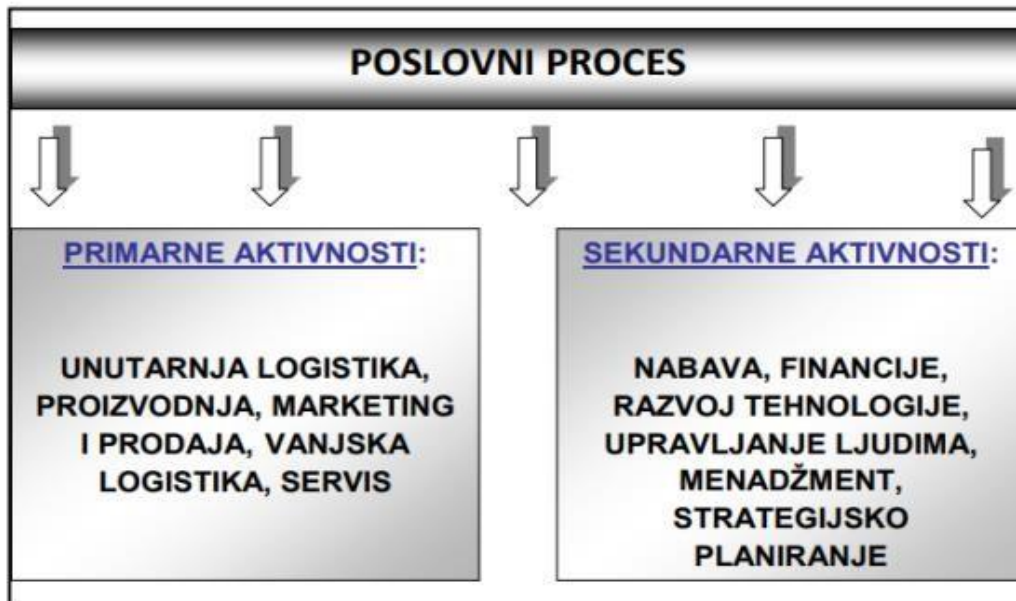 POSLOVNI PROCES
PRIMARNE AKTIVNOSTI:
UNUTARNJA LOGISTIKA,
PROIZVODNJA, MARKETING
I PRODAJA, VANJSKA
LOGISTIKA, SERVIS
SEKUNDARNE AKTIVNOSTI:
NABAVA, FINANCIJE,
RAZVOJ TEHNOLOGIJE,
UPRAVLJANJE LJUDIMA,
MENADŽMENT,
STRATEGIJSKO
PLANIRANJE